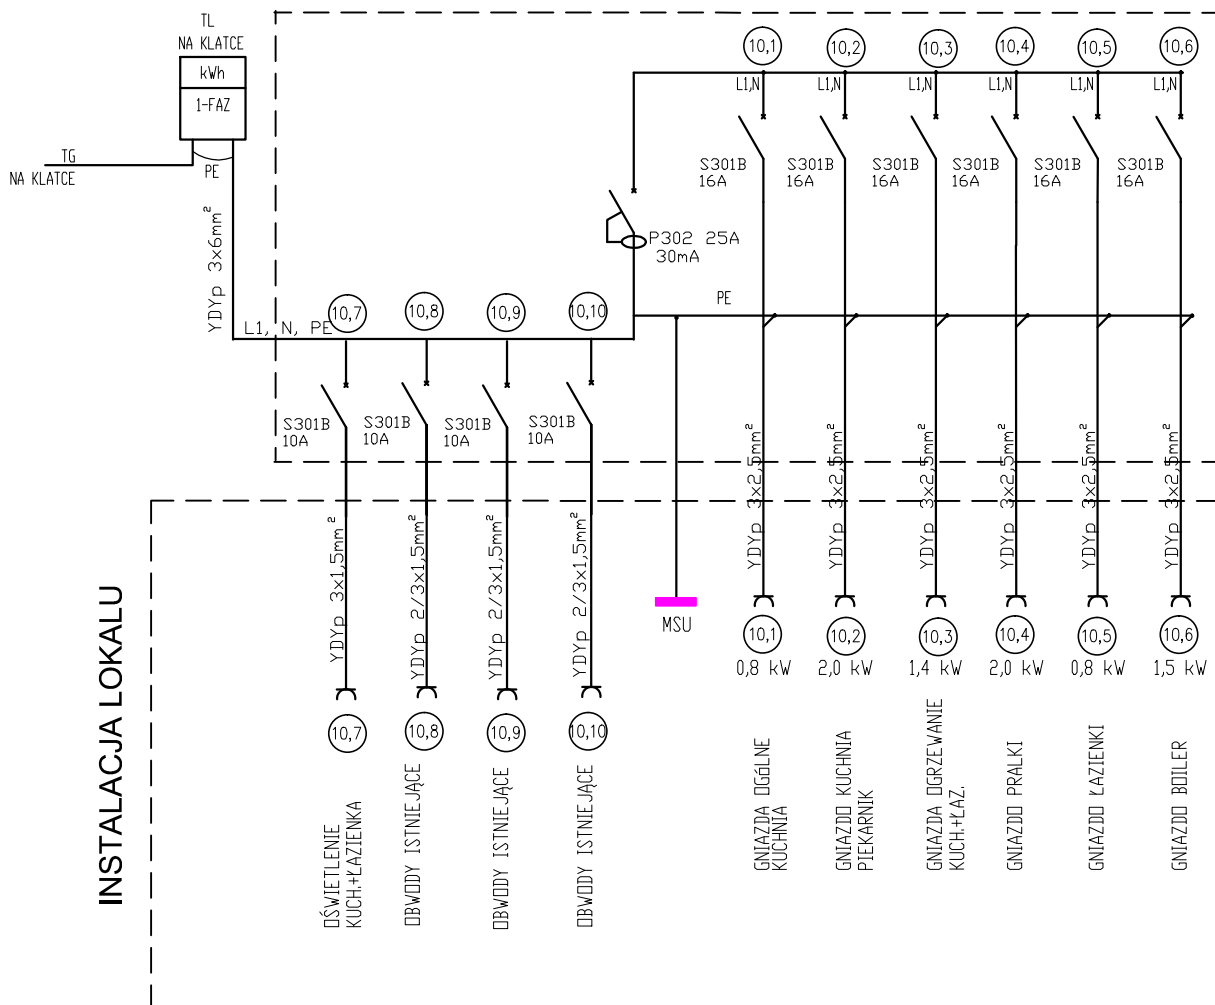 TL
NA KLATCE
kWh
1-FAZ
TG
NA KLATCE
PE
YDYp 3x6mm²
L1, N, PE
10,1
10,2
10,3
10,4
10,5
10,6
L1,N
L1,N
L1,N
L1,N
L1,N
L1,N
S301B
16A
S301B
16A
S301B
16A
S301B
16A
S301B
16A
S301B
16A
P302 25A
30mA
PE
10,7
10,8
10,9
10,10
S301B
10A
S301B
10A
S301B
10A
S301B
10A
YDYp 3x2,5mm²
YDYp 3x2,5mm²
YDYp 3x2,5mm²
YDYp 3x2,5mm²
YDYp 3x2,5mm²
YDYp 3x2,5mm²
YDYp 3x1,5mm²
YDYp 2/3x1,5mm²
YDYp 2/3x1,5mm²
YDYp 2/3x1,5mm²
MSU
10,1
10,2
10,3
10,4
10,5
10,6
0,8 kW
2,0 kW
1,4 kW
2,0 kW
0,8 kW
1,5 kW
10,7
10,8
10,9
10,10
INSTALACJA LOKALU
OŚWIETLENIE
KUCH.+ŁAZIENKA
OBWODY ISTNIEJĄCE
OBWODY ISTNIEJĄCE
OBWODY ISTNIEJĄCE
GNIAZDA OGÓLNE
KUCHNIA
GNIAZDO KUCHNIA
PIEKARNIK
GNIAZDA OGRZEWANIE
KUCH.+ŁAZ.
GNIAZDO PRALKI
GNIAZDO ŁAZIENKI
GNIAZDO BOILER